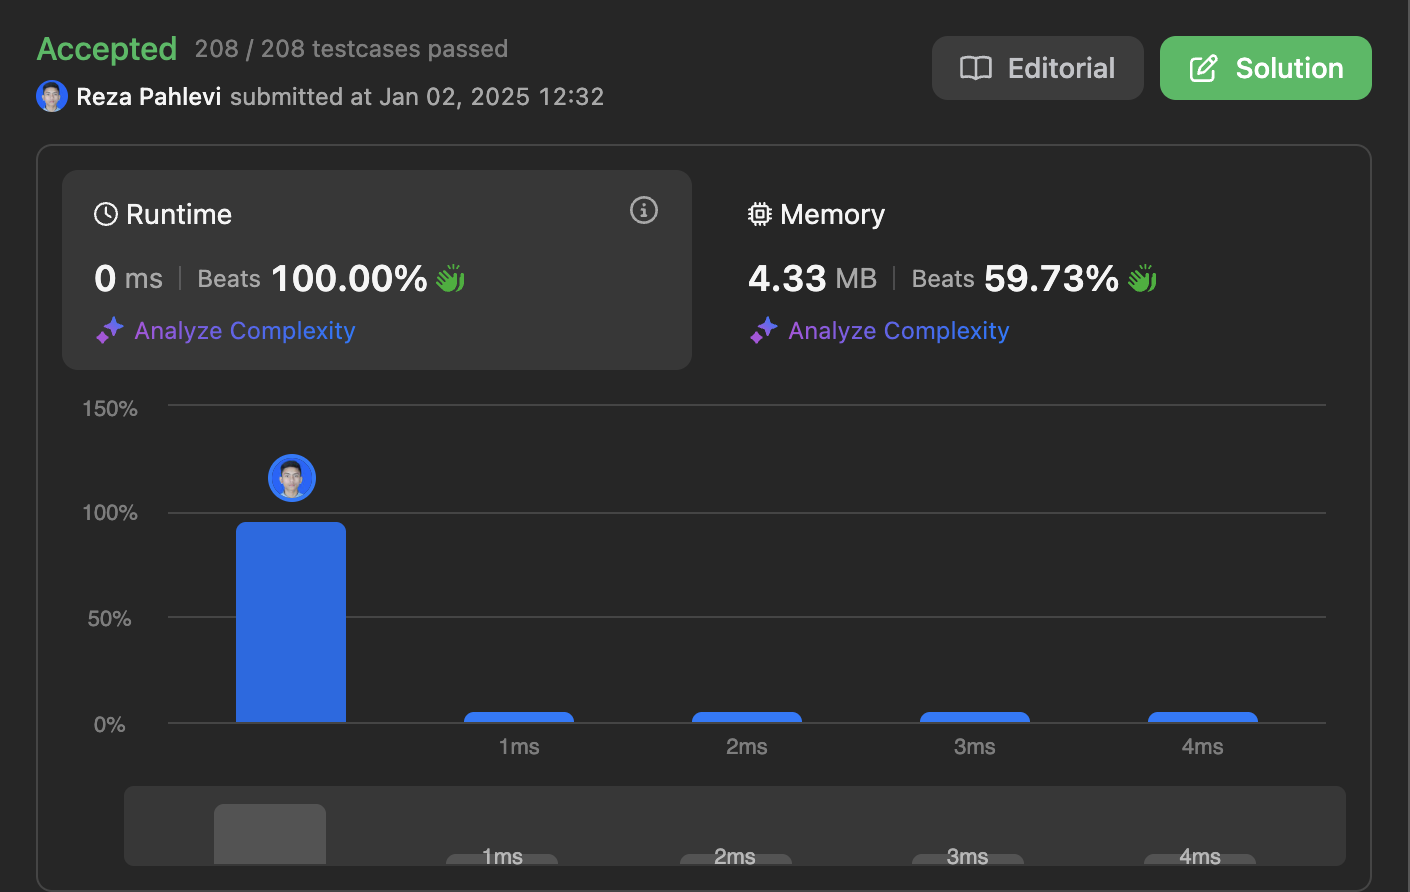 Accepted 208 / 208 testcases passed
Reza Pahlevi submitted at Jan 02, 2025 12:32
Editorial
Solution
Runtime
0 ms | Beats 100.00%
Analyze Complexity
Memory
4.33 MB | Beats 59.73%
Analyze Complexity
150%
100%
50%
0%
1ms 2ms 3ms 4ms
1ms 2ms 3ms 4ms